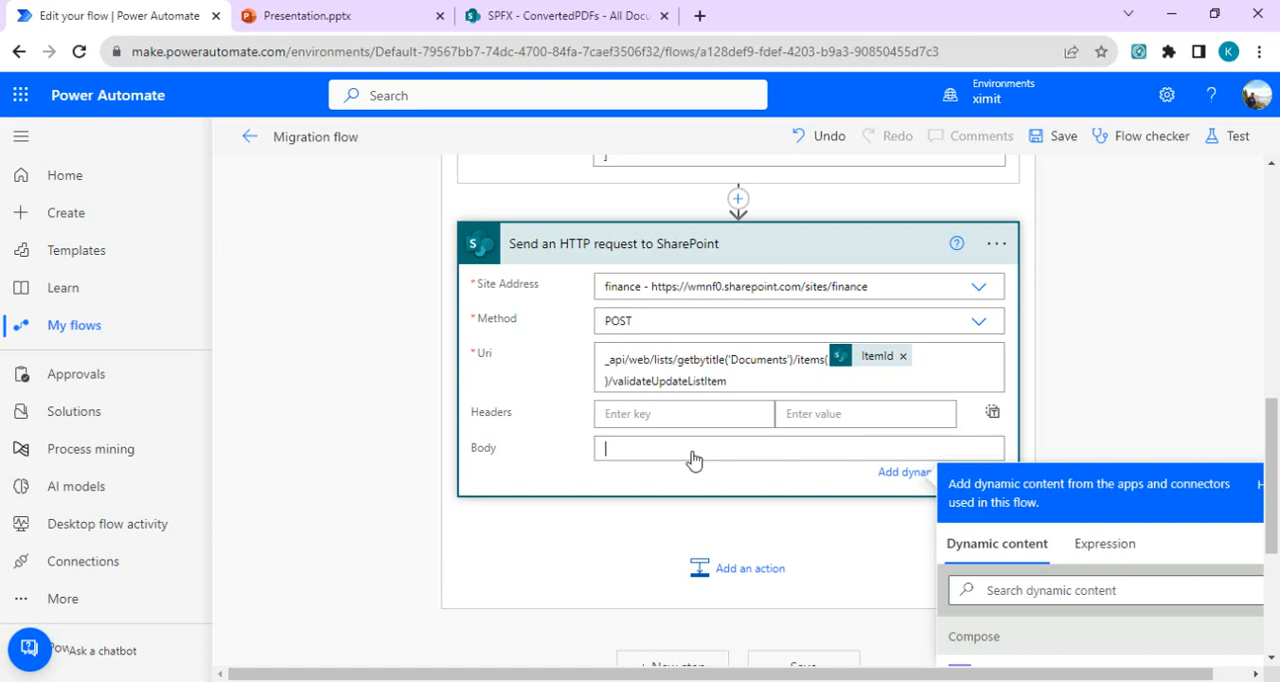 Edit your flow | Power Automate
Presentation.pptx
SPFX - ConvertedPDFs - All Docu
make.powerautomate.com/environments/Default-79567bb7-74dc-4700-84fa-7caef3506f32/flows/a128def9-fdef-4203-b9a3-90850455d7c3
K
Power Automate
Search
Environments
ximit
Migration flow
Undo
Redo
Comments
Save
Flow checker
Test
Home
Create
Templates
Learn
My flows
Approvals
Solutions
Process mining
AI models
Desktop flow activity
Connections
More
Ask a chatbot
]
Send an HTTP request to SharePoint
* Site Address
finance - https://wmnf0.sharepoint.com/sites/finance
* Method
POST
* Uri
_api/web/lists/getbytitle('Documents')/items( ItemId
)/validateUpdateListItem
Headers
Enter key
Enter value
Body
Add dynar
Add an action
+ New step
Save
Add dynamic content from the apps and connectors
used in this flow.
H
Dynamic content
Expression
Search dynamic content
Compose